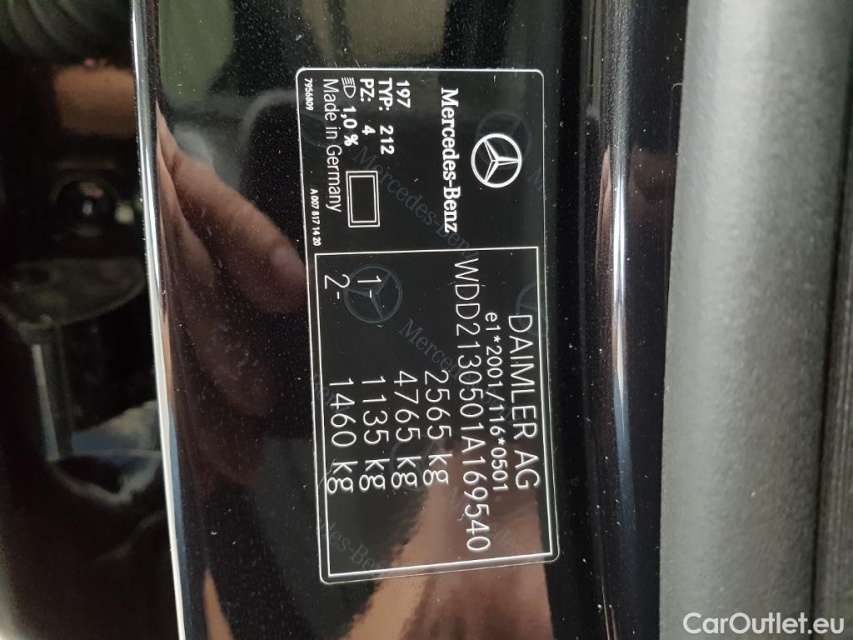 Mercedes-Benz
197
TYP: 212
PZ: 4
1,0 %
Made in Germany
7956809
A 007 817 14 20
DAIMLER AG
e1*2001/116*0501
WDD2130501A169540
2565 kg
4765 kg
1- 1135 kg
2- 1460 kg
CarOutlet.eu